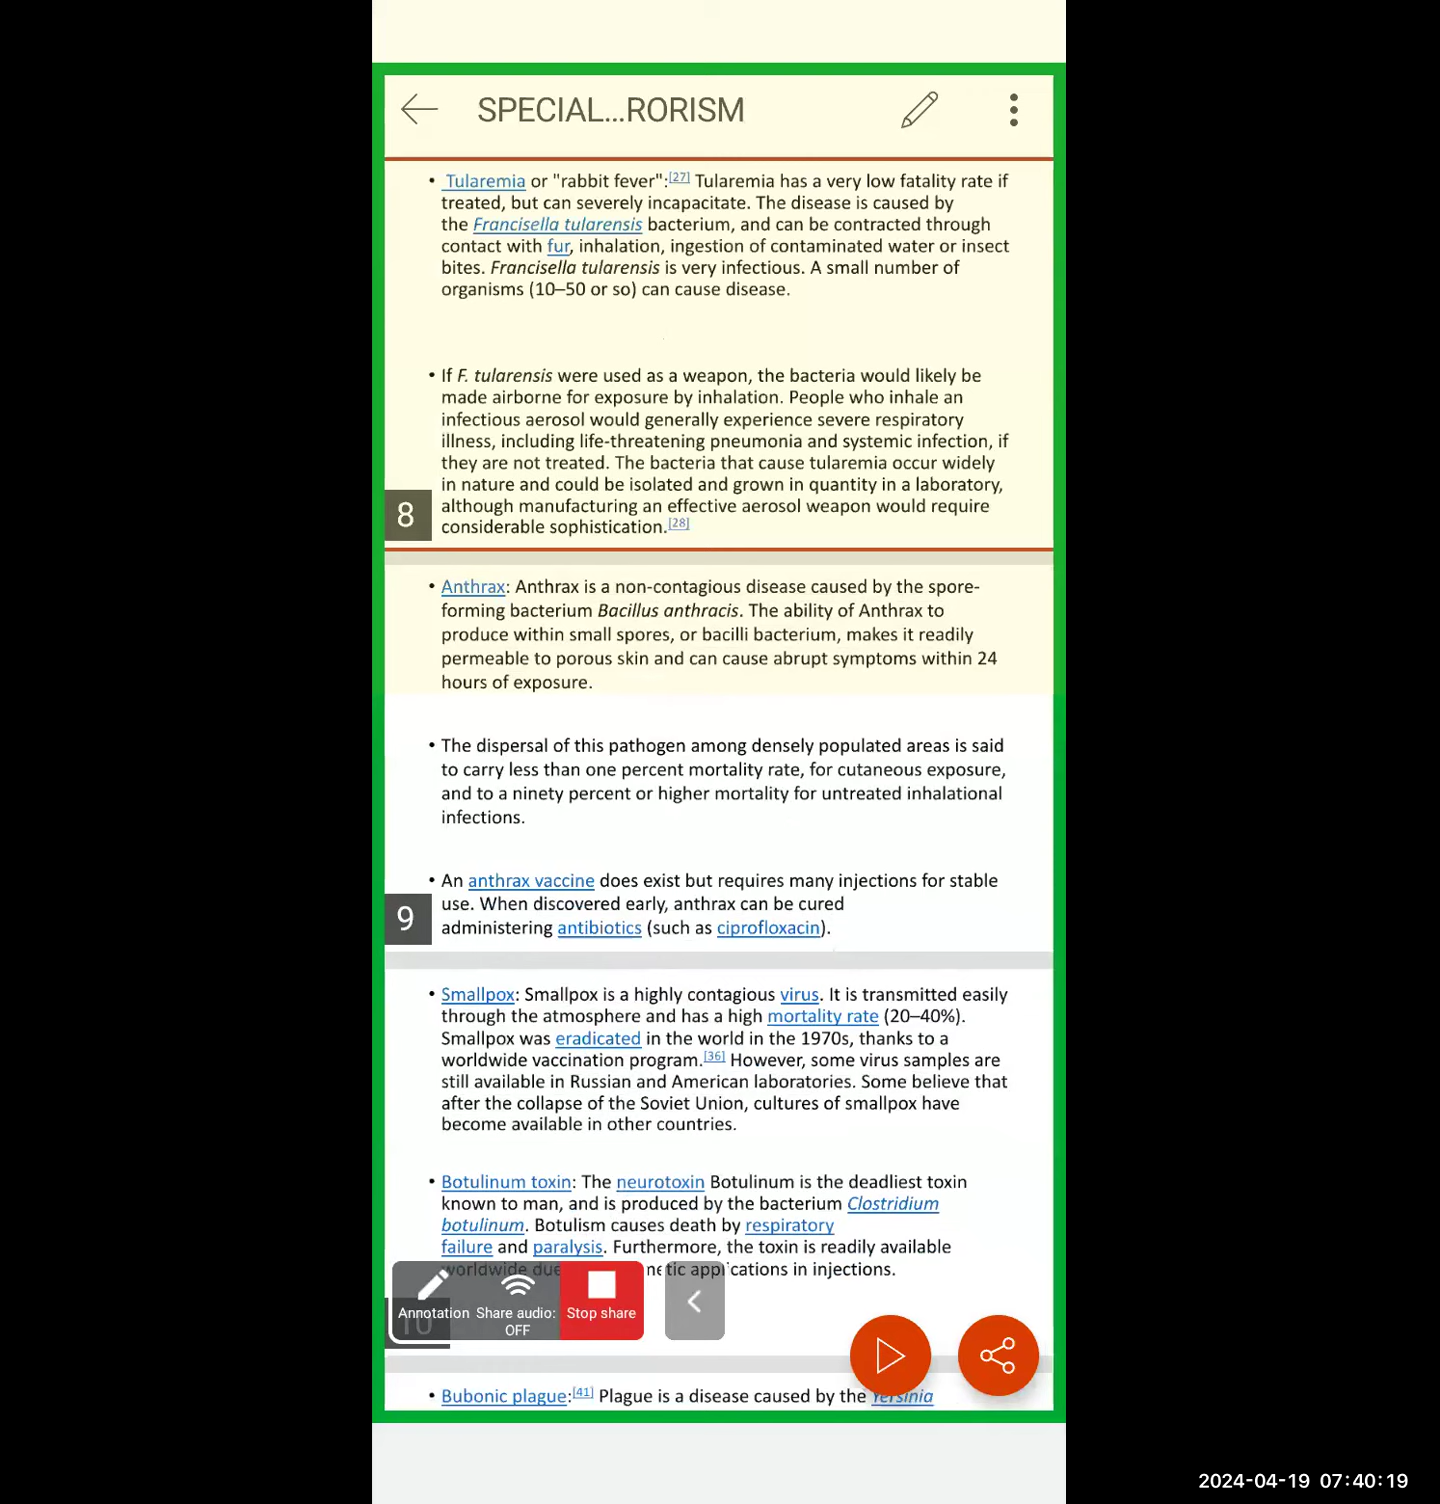 SPECIAL...RORISM
• Tularemia or "rabbit fever":[27] Tularemia has a very low fatality rate if
treated, but can severely incapacitate. The disease is caused by
the Francisella tularensis bacterium, and can be contracted through
contact with fur, inhalation, ingestion of contaminated water or insect
bites. Francisella tularensis is very infectious. A small number of
organisms (10–50 or so) can cause disease.
• If F. tularensis were used as a weapon, the bacteria would likely be
made airborne for exposure by inhalation. People who inhale an
infectious aerosol would generally experience severe respiratory
illness, including life-threatening pneumonia and systemic infection, if
they are not treated. The bacteria that cause tularemia occur widely
in nature and could be isolated and grown in quantity in a laboratory,
although manufacturing an effective aerosol weapon would require
considerable sophistication.[28]
8
• Anthrax: Anthrax is a non-contagious disease caused by the spore-
forming bacterium Bacillus anthracis. The ability of Anthrax to
produce within small spores, or bacilli bacterium, makes it readily
permeable to porous skin and can cause abrupt symptoms within 24
hours of exposure.
• The dispersal of this pathogen among densely populated areas is said
to carry less than one percent mortality rate, for cutaneous exposure,
and to a ninety percent or higher mortality for untreated inhalational
infections.
• An anthrax vaccine does exist but requires many injections for stable
use. When discovered early, anthrax can be cured
administering antibiotics (such as ciprofloxacin).
9
• Smallpox: Smallpox is a highly contagious virus. It is transmitted easily
through the atmosphere and has a high mortality rate (20–40%).
Smallpox was eradicated in the world in the 1970s, thanks to a
worldwide vaccination program.[36] However, some virus samples are
still available in Russian and American laboratories. Some believe that
after the collapse of the Soviet Union, cultures of smallpox have
become available in other countries.
• Botulinum toxin: The neurotoxin Botulinum is the deadliest toxin
known to man, and is produced by the bacterium Clostridium
botulinum. Botulism causes death by respiratory
failure and paralysis. Furthermore, the toxin is readily available
worldwide due applications in injections.
10
Annotation
Share audio:
OFF
Stop share
• Bubonic plague:[41] Plague is a disease caused by the Yersinia
2024-04-19 07:40:19